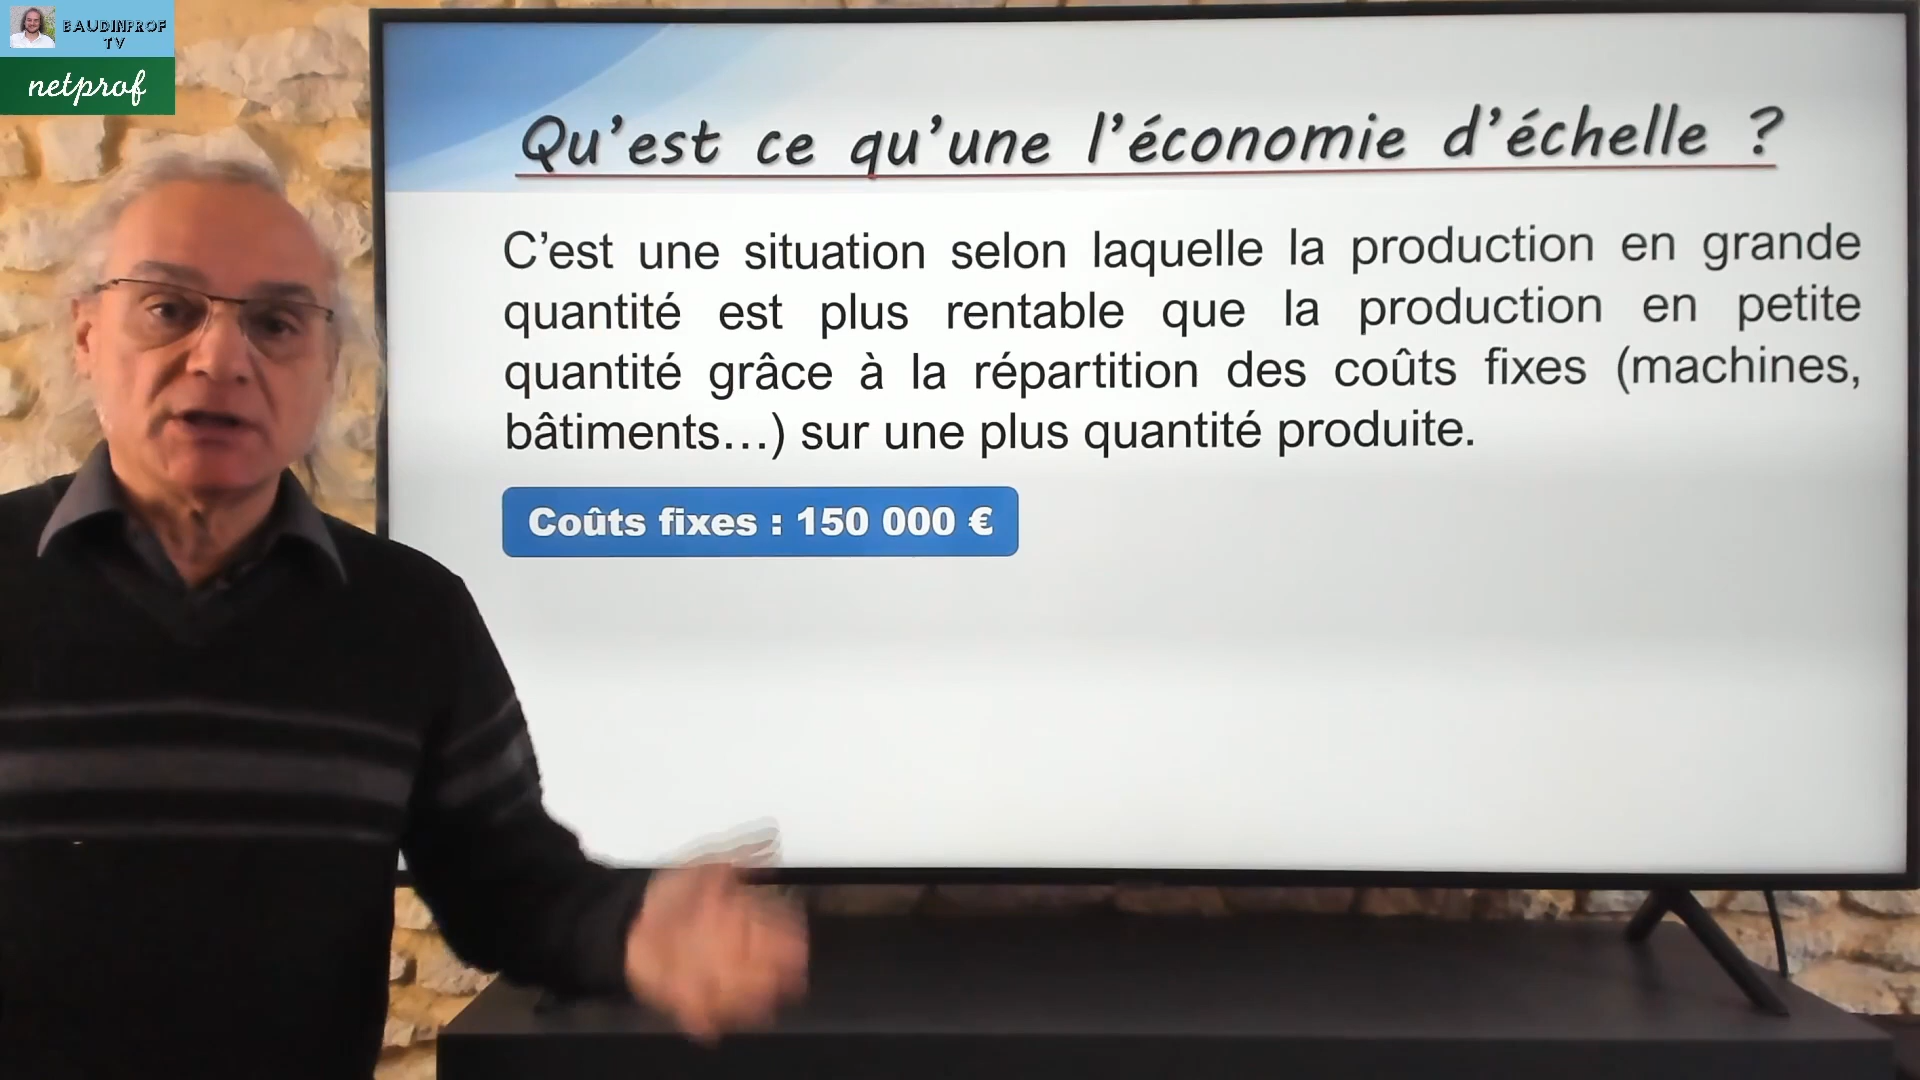 BAUDINPROF
TV
netprof
Qu'est ce qu'une l'économie d'échelle ?
C'est une situation selon laquelle la production en grande
quantité est plus rentable que la production en petite
quantité grâce à la répartition des coûts fixes (machines,
bâtiments…) sur une plus quantité produite.
Coûts fixes : 150 000 €